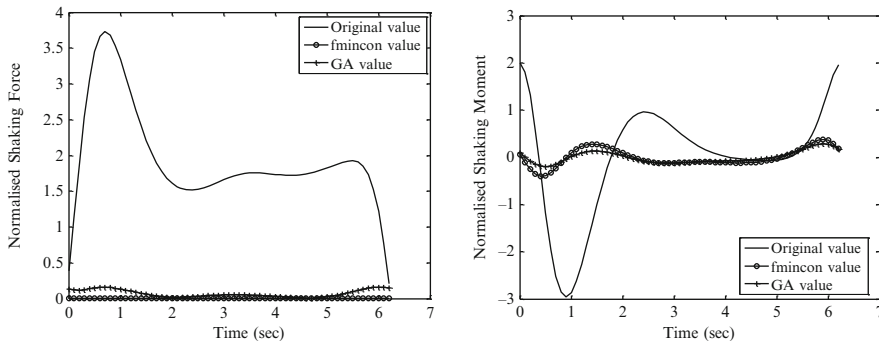 4
3.5
3
2.5
2
1.5
1
0.5
0
Normalised Shaking Force
Original value
fmincon value
GA value
0 1 2 3 4 5 6 7
Time (sec)
3
2
1
0
−1
−2
−3
Normalised Shaking Moment
Original value
fmincon value
GA value
0 1 2 3 4 5 6 7
Time (sec)